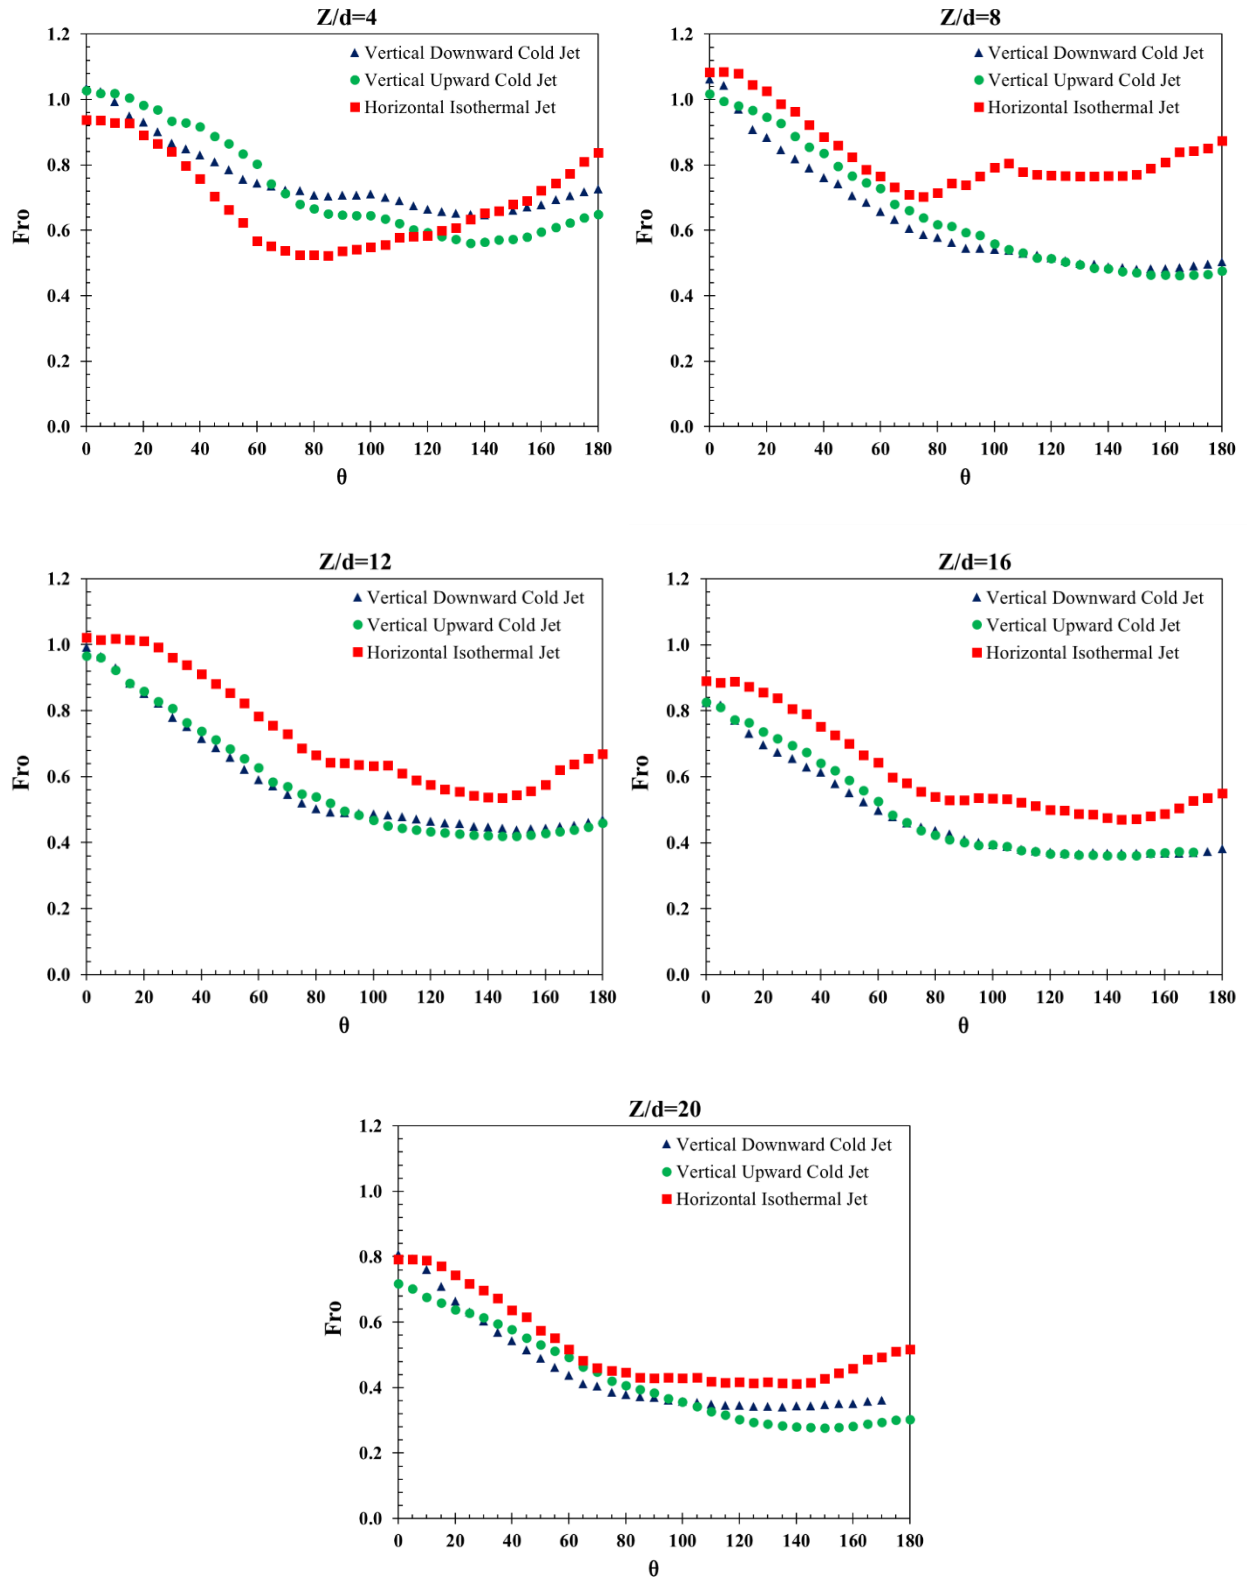 Z/d=4
1.2
1.0
0.8
0.6
0.4
0.2
0.0
Fro
Vertical Downward Cold Jet
Vertical Upward Cold Jet
Horizontal Isothermal Jet
0 20 40 60 80 100 120 140 160 180
θ
Z/d=8
1.2
1.0
0.8
0.6
0.4
0.2
0.0
Fro
Vertical Downward Cold Jet
Vertical Upward Cold Jet
Horizontal Isothermal Jet
0 20 40 60 80 100 120 140 160 180
θ
Z/d=12
1.2
1.0
0.8
0.6
0.4
0.2
0.0
Fro
Vertical Downward Cold Jet
Vertical Upward Cold Jet
Horizontal Isothermal Jet
0 20 40 60 80 100 120 140 160 180
θ
Z/d=16
1.2
1.0
0.8
0.6
0.4
0.2
0.0
Fro
Vertical Downward Cold Jet
Vertical Upward Cold Jet
Horizontal Isothermal Jet
0 20 40 60 80 100 120 140 160 180
θ
Z/d=20
1.2
1.0
0.8
0.6
0.4
0.2
0.0
Fro
Vertical Downward Cold Jet
Vertical Upward Cold Jet
Horizontal Isothermal Jet
0 20 40 60 80 100 120 140 160 180
θ